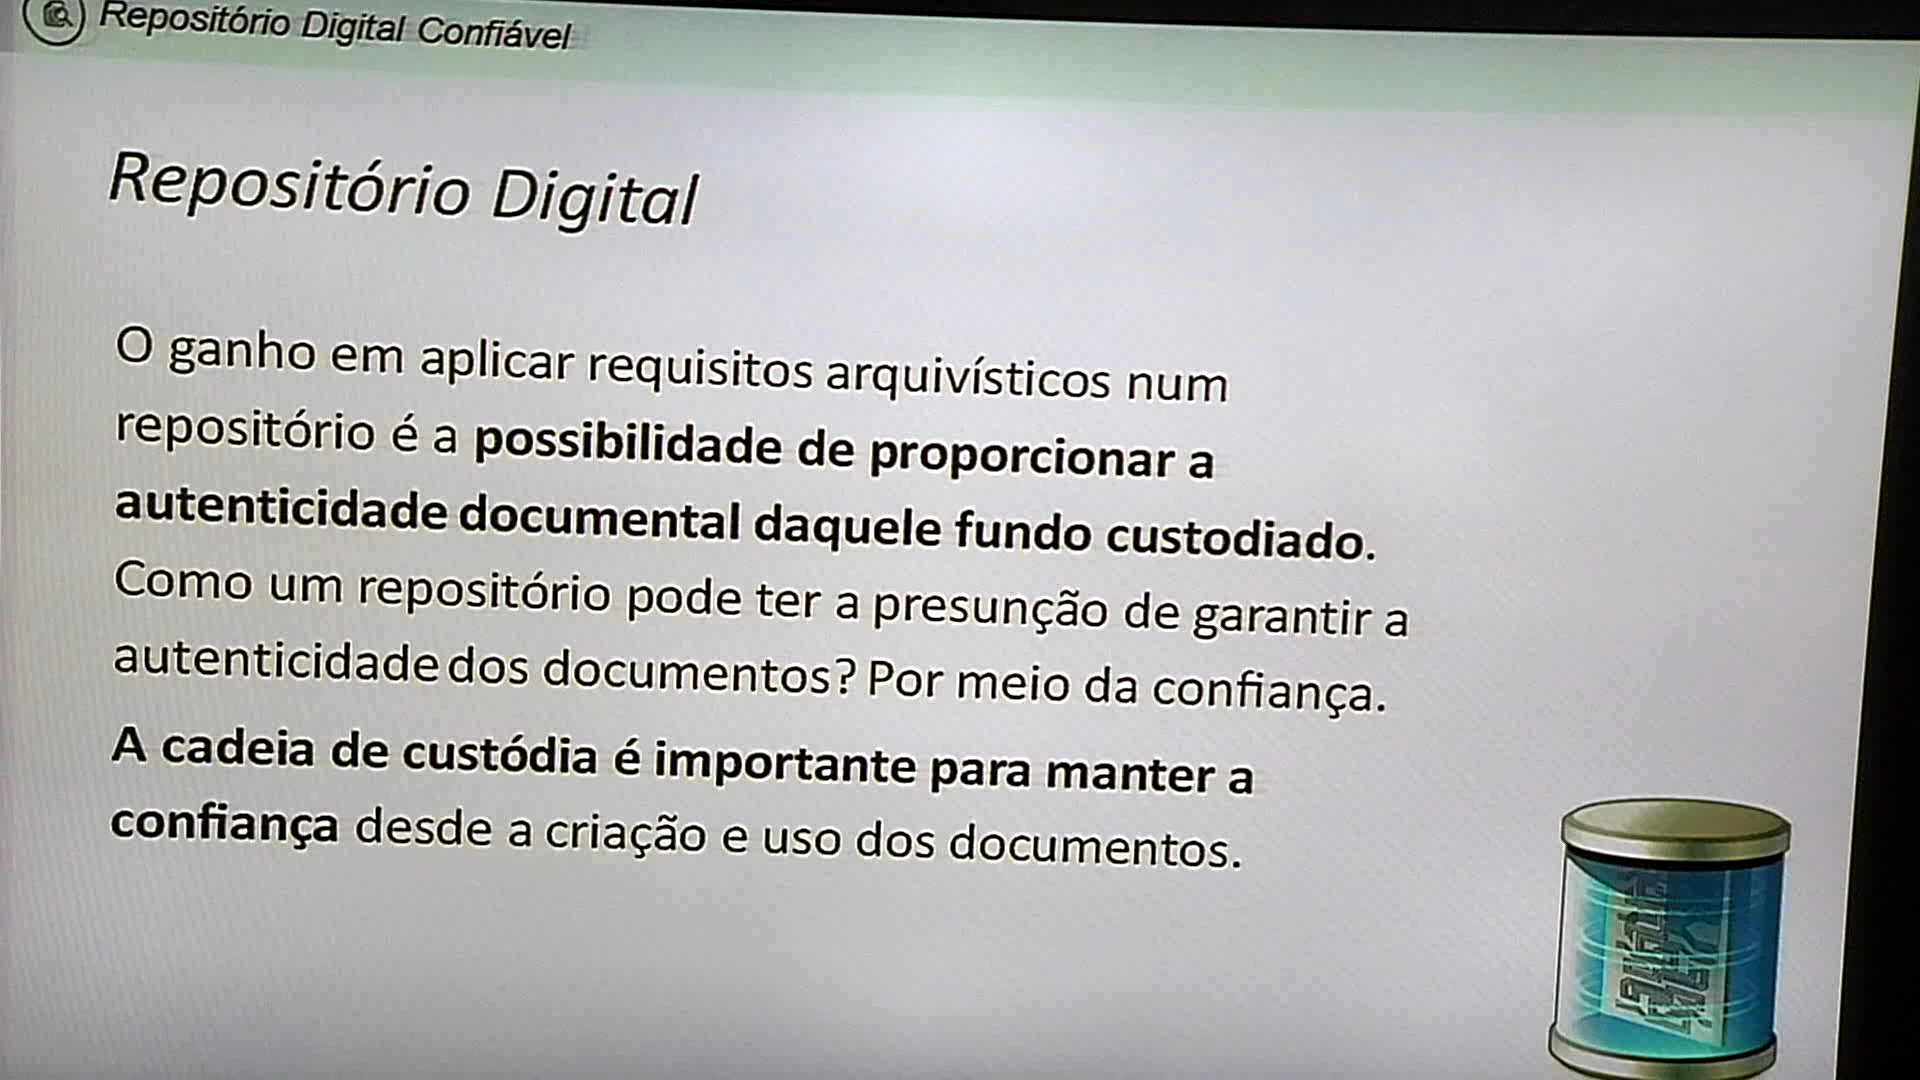 Repositório Digital Confiável
Repositório Digital
O ganho em aplicar requisitos arquivísticos num
repositório é a possibilidade de proporcionar a
autenticidade documental daquele fundo custodiado.
Como um repositório pode ter a presunção de garantir a
autenticidade dos documentos? Por meio da confiança.
A cadeia de custódia é importante para manter a
confiança desde a criação e uso dos documentos.